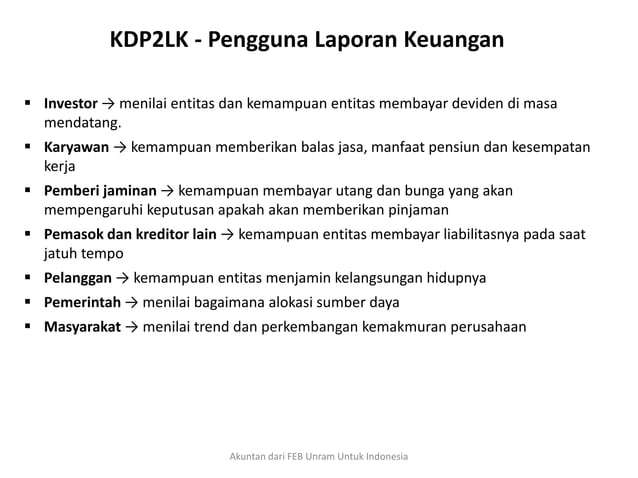 KDP2LK - Pengguna Laporan Keuangan
▪ Investor → menilai entitas dan kemampuan entitas membayar deviden di masa
mendatang.
▪ Karyawan → kemampuan memberikan balas jasa, manfaat pensiun dan kesempatan
kerja
▪ Pemberi jaminan → kemampuan membayar utang dan bunga yang akan
mempengaruhi keputusan apakah akan memberikan pinjaman
▪ Pemasok dan kreditor lain → kemampuan entitas membayar liabilitasnya pada saat
jatuh tempo
▪ Pelanggan → kemampuan entitas menjamin kelangsungan hidupnya
▪ Pemerintah → menilai bagaimana alokasi sumber daya
▪ Masyarakat → menilai trend dan perkembangan kemakmuran perusahaan
Akuntan dari FEB Unram Untuk Indonesia